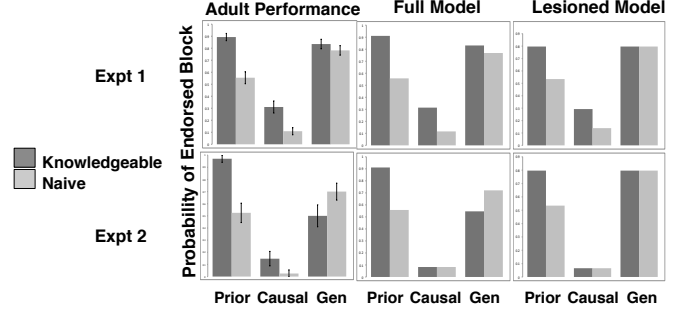 Adult Performance Full Model Lesioned Model
Expt 1
Probability of Endorsed Block
Knowledgeable
Naive
Expt 2
Prior Causal Gen Prior Causal Gen Prior Causal Gen